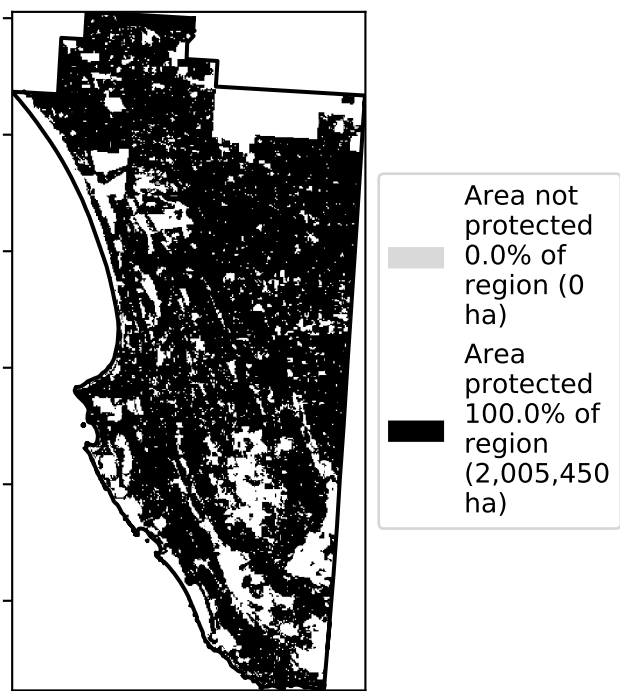 Area not
protected
0.0% of
region (0
ha)
Area
protected
100.0% of
region
(2,005,450
ha)